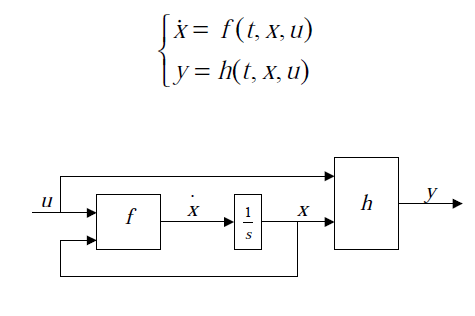 ẋ = f(t, x, u)
y = h(t, x, u)
u
f
ẋ
1
s
x
h
y